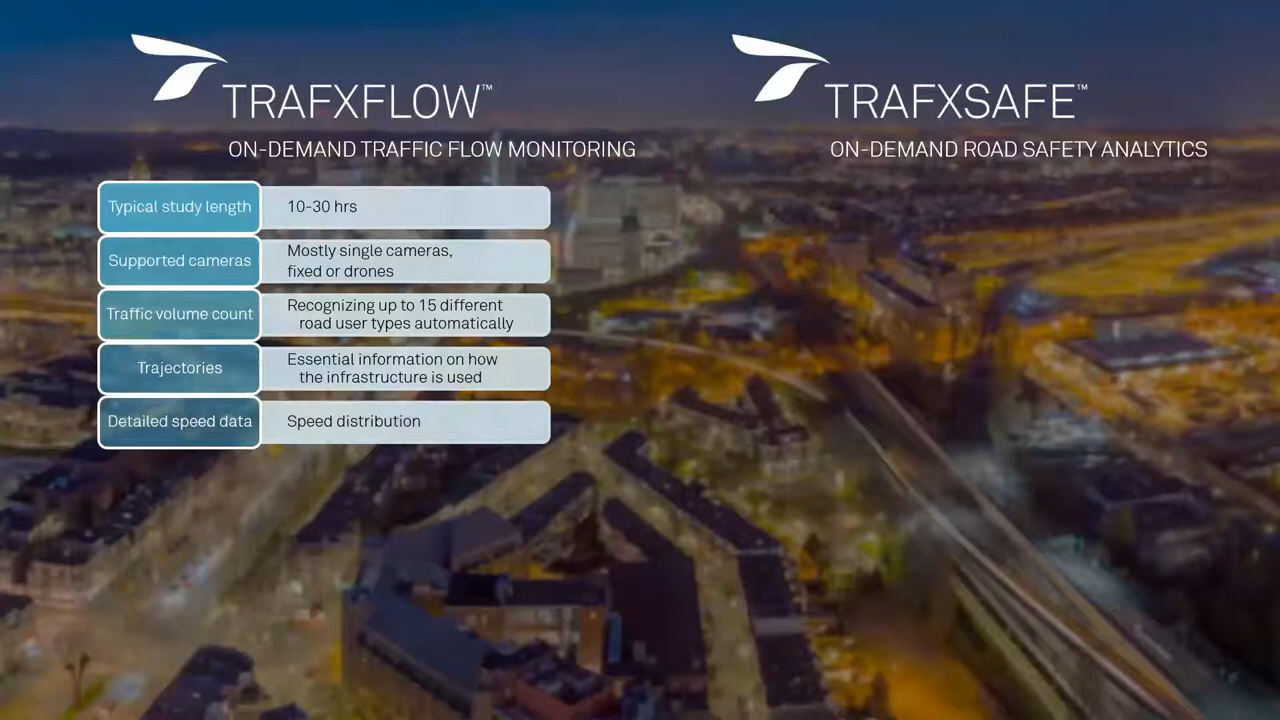 TRAFXFLOW™
ON-DEMAND TRAFFIC FLOW MONITORING
Typical study length
10-30 hrs
Supported cameras
Mostly single cameras,
fixed or drones
Traffic volume count
Recognizing up to 15 different
road user types automatically
Trajectories
Essential information on how
the infrastructure is used
Detailed speed data
Speed distribution
TRAFXSAFE™
ON-DEMAND ROAD SAFETY ANALYTICS